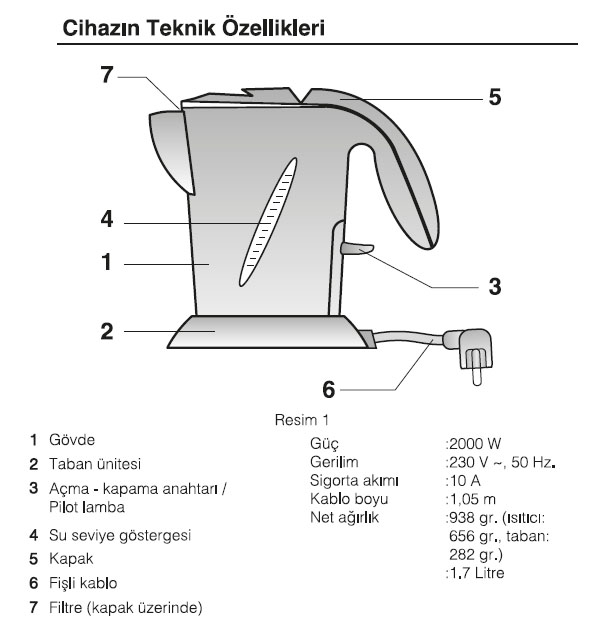 Cihazın Teknik Özellikleri
7
5
4
1
3
2
6
Resim 1
1 Gövde
2 Taban ünitesi
3 Açma - kapama anahtarı /
Pilot lamba
4 Su seviye göstergesi
5 Kapak
6 Fişli kablo
7 Filtre (kapak üzerinde)
Güç :2000 W
Gerilim :230 V ~, 50 Hz.
Sigorta akımı :10 A
Kablo boyu :1,05 m
Net ağırlık :938 gr. (ısıtıcı:
656 gr., taban:
282 gr.)
:1,7 Litre